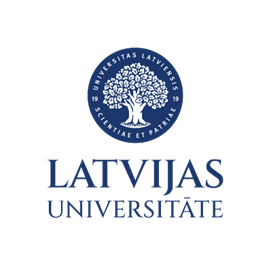 UNIVERSITAS LATVIENSIS
19 19
SCIENTIAE ET PATRIAE
LATVIJAS
UNIVERSITĀTE